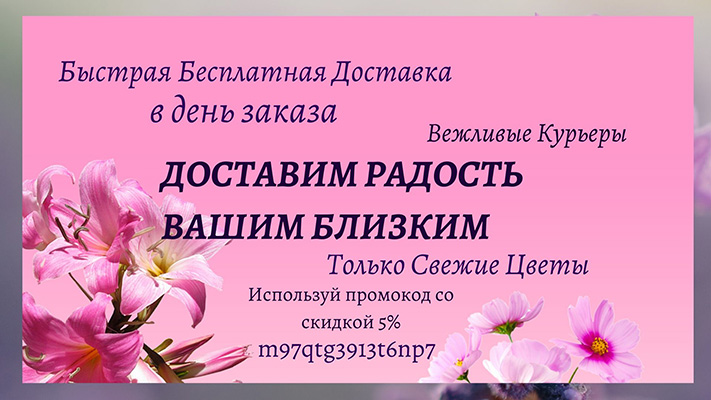 Быстрая Бесплатная Доставка
в день заказа
Вежливые Курьеры
ДОСТАВИМ РАДОСТЬ
ВАШИМ БЛИЗКИМ
Только Свежие Цветы
Используй промокод со
скидкой 5%
m97qtg3913t6np7